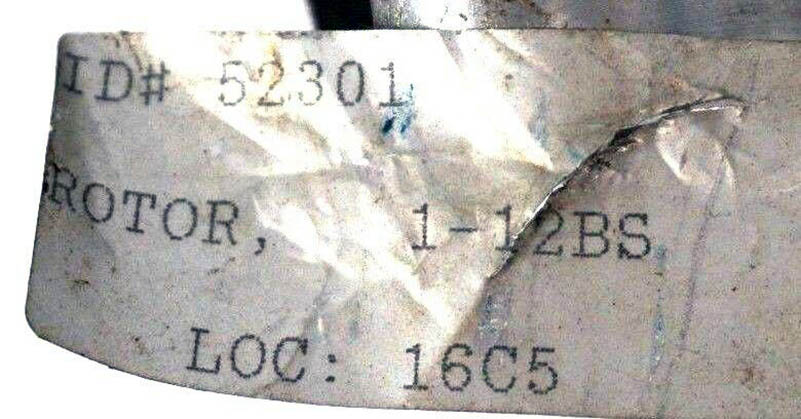 ID# 52301
ROTOR, 1-12BS
LOC: 16C5